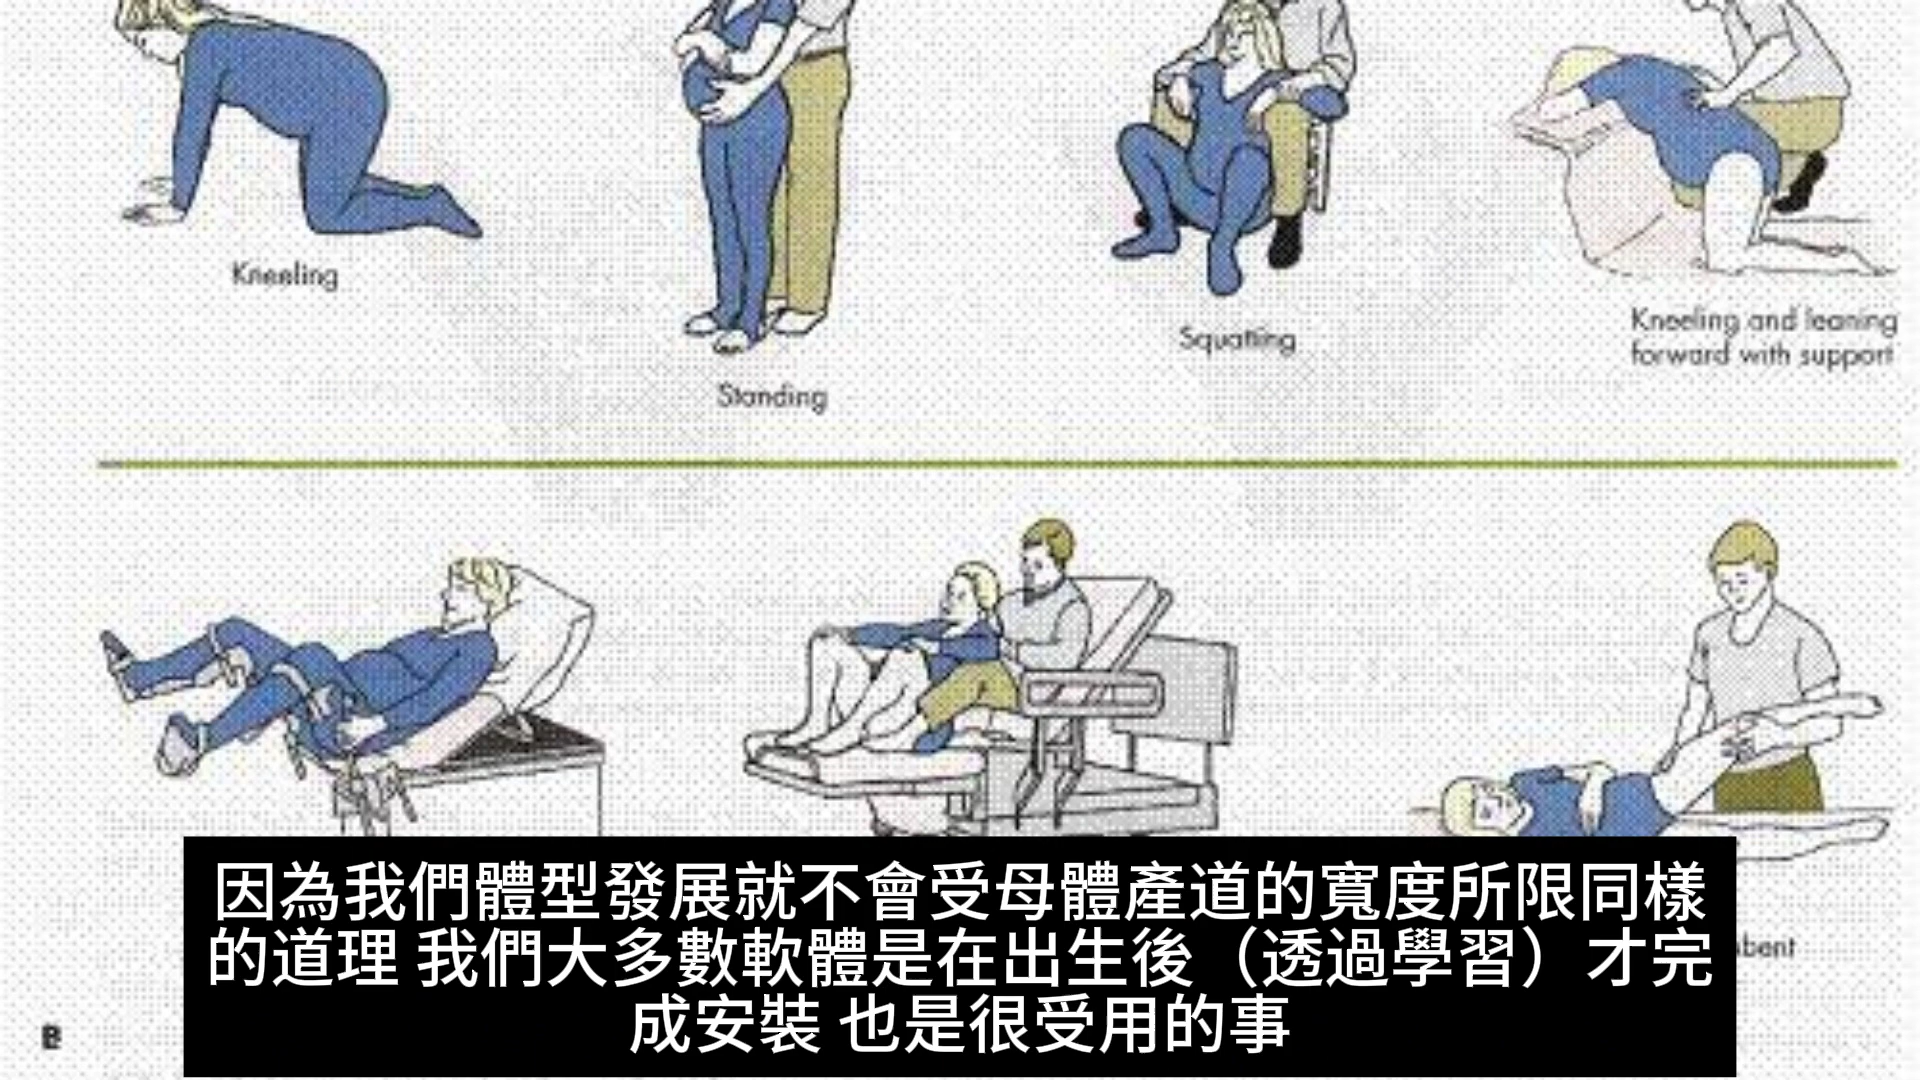 Kneeling
Standing
Squatting
Kneeling and leaning
forward with support
因為我們體型發展就不會受母體產道的寬度所限同樣
的道理 我們大多數軟體是在出生後（透過學習）才完
成安裝 也是很受用的事
B